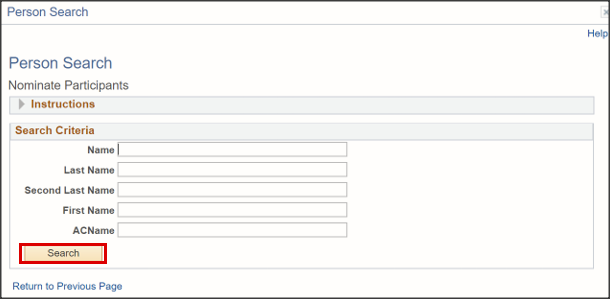 Person Search
Help
Person Search
Nominate Participants
Instructions
Search Criteria
Name
Last Name
Second Last Name
First Name
ACName
Search
Return to Previous Page